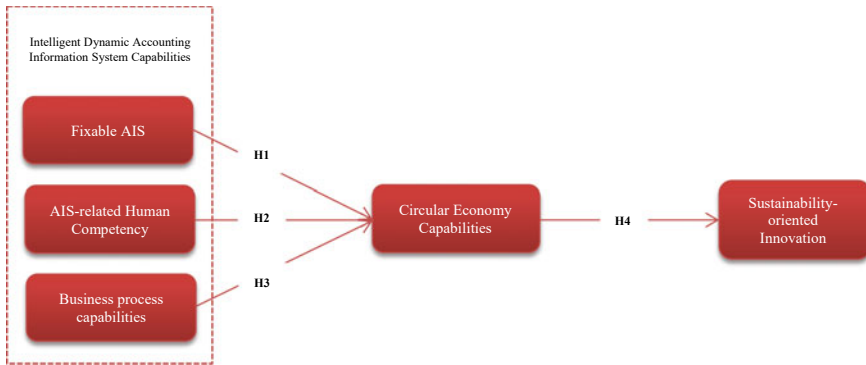 Intelligent Dynamic Accounting
Information System Capabilities
Fixable AIS
H1
AIS-related Human
Competency
H2
Circular Economy
Capabilities
H4
Sustainability-
oriented
Innovation
Business process
capabilities
H3